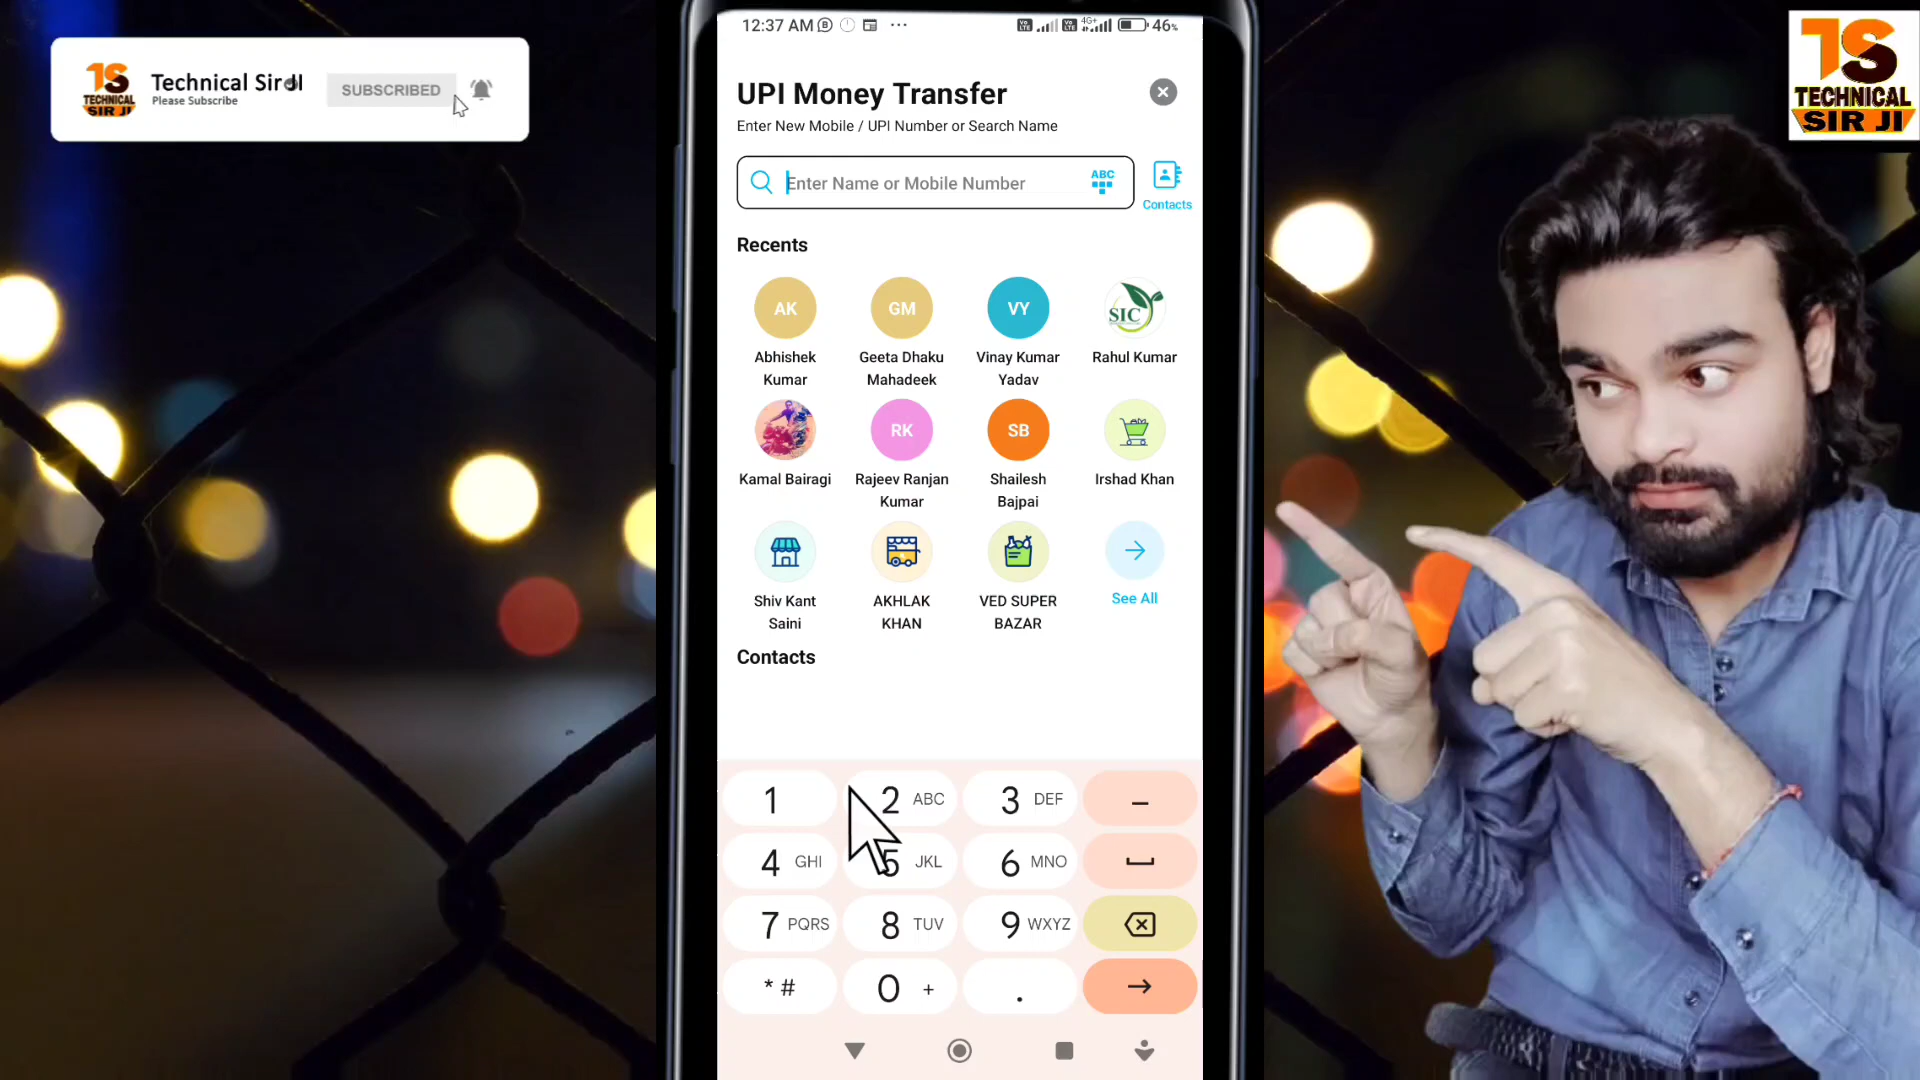 Technical Sir JI
Please Subscribe
SUBSCRIBED
TECHNICAL
SIR JI
12:37 AM
4G+
46%
UPI Money Transfer
Enter New Mobile / UPI Number or Search Name
Enter Name or Mobile Number
ABC
Contacts
Recents
AK
GM
VY
SIC
Abhishek
Kumar
Geeta Dhaku
Mahadeek
Vinay Kumar
Yadav
Rahul Kumar
RK
SB
Kamal Bairagi
Rajeev Ranjan
Kumar
Shailesh
Bajpai
Irshad Khan
Shiv Kant
Saini
AKHLAK
KHAN
VED SUPER
BAZAR
See All
Contacts
1
2 ABC
3 DEF
–
4 GHI
5 JKL
6 MNO
7 PQRS
8 TUV
9 WXYZ
* #
0 +
.
TS
TECHNICAL
SIR JI